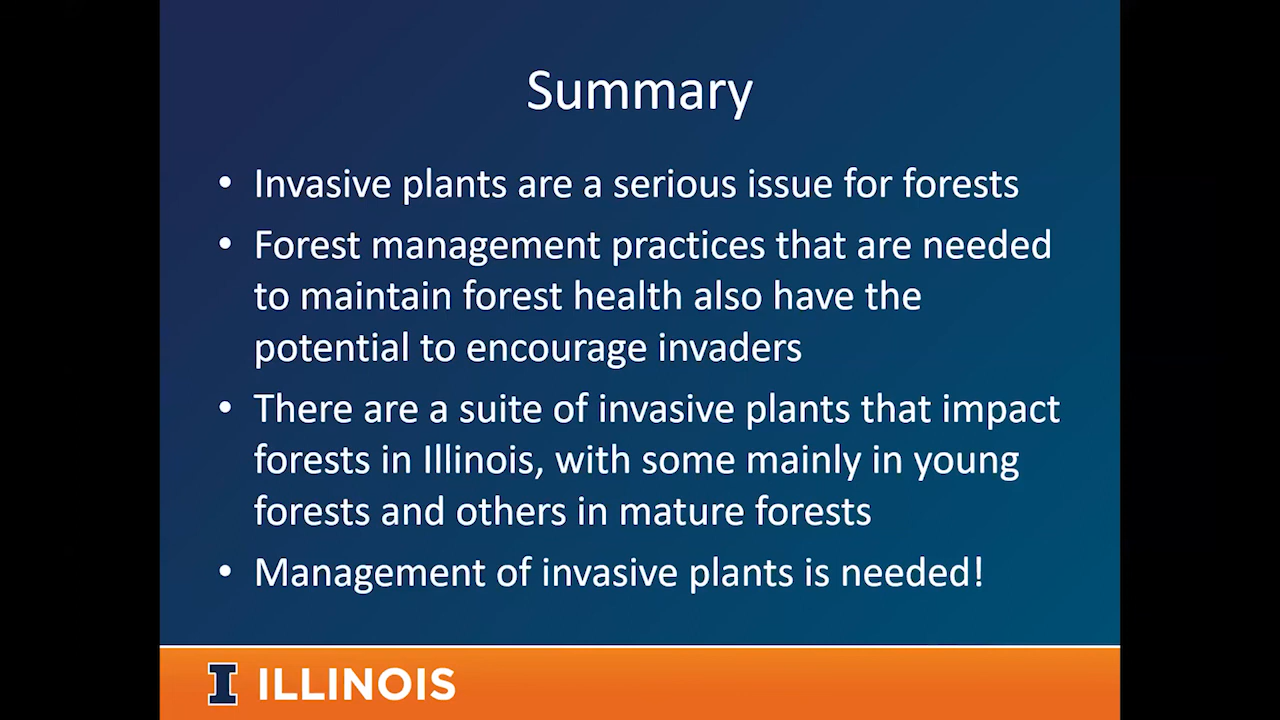 Summary
• Invasive plants are a serious issue for forests
• Forest management practices that are needed
to maintain forest health also have the
potential to encourage invaders
• There are a suite of invasive plants that impact
forests in Illinois, with some mainly in young
forests and others in mature forests
• Management of invasive plants is needed!
I ILLINOIS